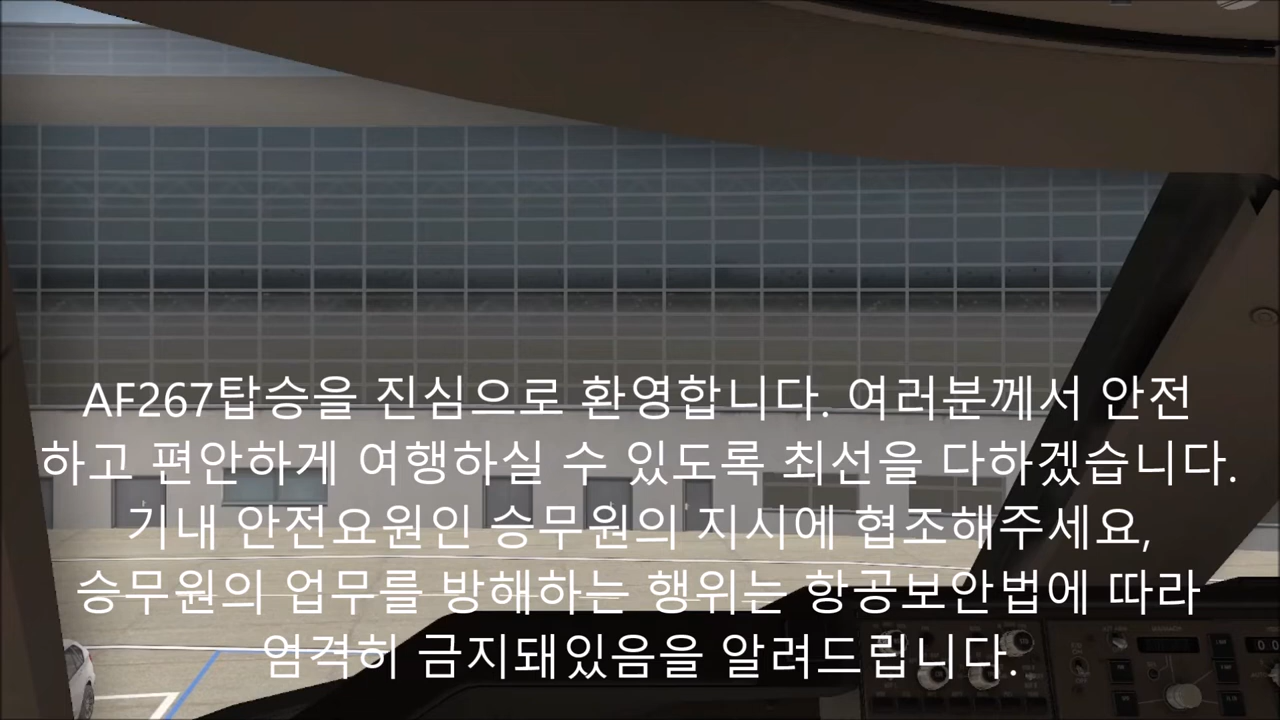 AF267탑승을 진심으로 환영합니다. 여러분께서 안전
하고 편안하게 여행하실 수 있도록 최선을 다하겠습니다.
기내 안전요원인 승무원의 지시에 협조해주세요,
승무원의 업무를 방해하는 행위는 항공보안법에 따라
엄격히 금지돼있음을 알려드립니다.